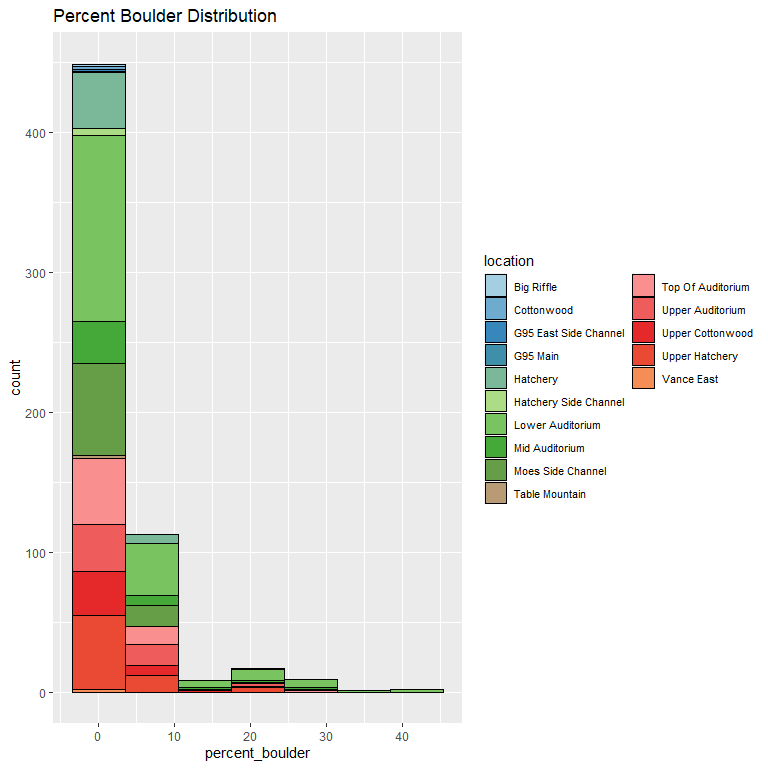 Percent Boulder Distribution
count
400
300
200
100
0
0 10 20 30 40
percent_boulder
location
Big Riffle
Cottonwood
G95 East Side Channel
G95 Main
Hatchery
Hatchery Side Channel
Lower Auditorium
Mid Auditorium
Moes Side Channel
Table Mountain
Top Of Auditorium
Upper Auditorium
Upper Cottonwood
Upper Hatchery
Vance East